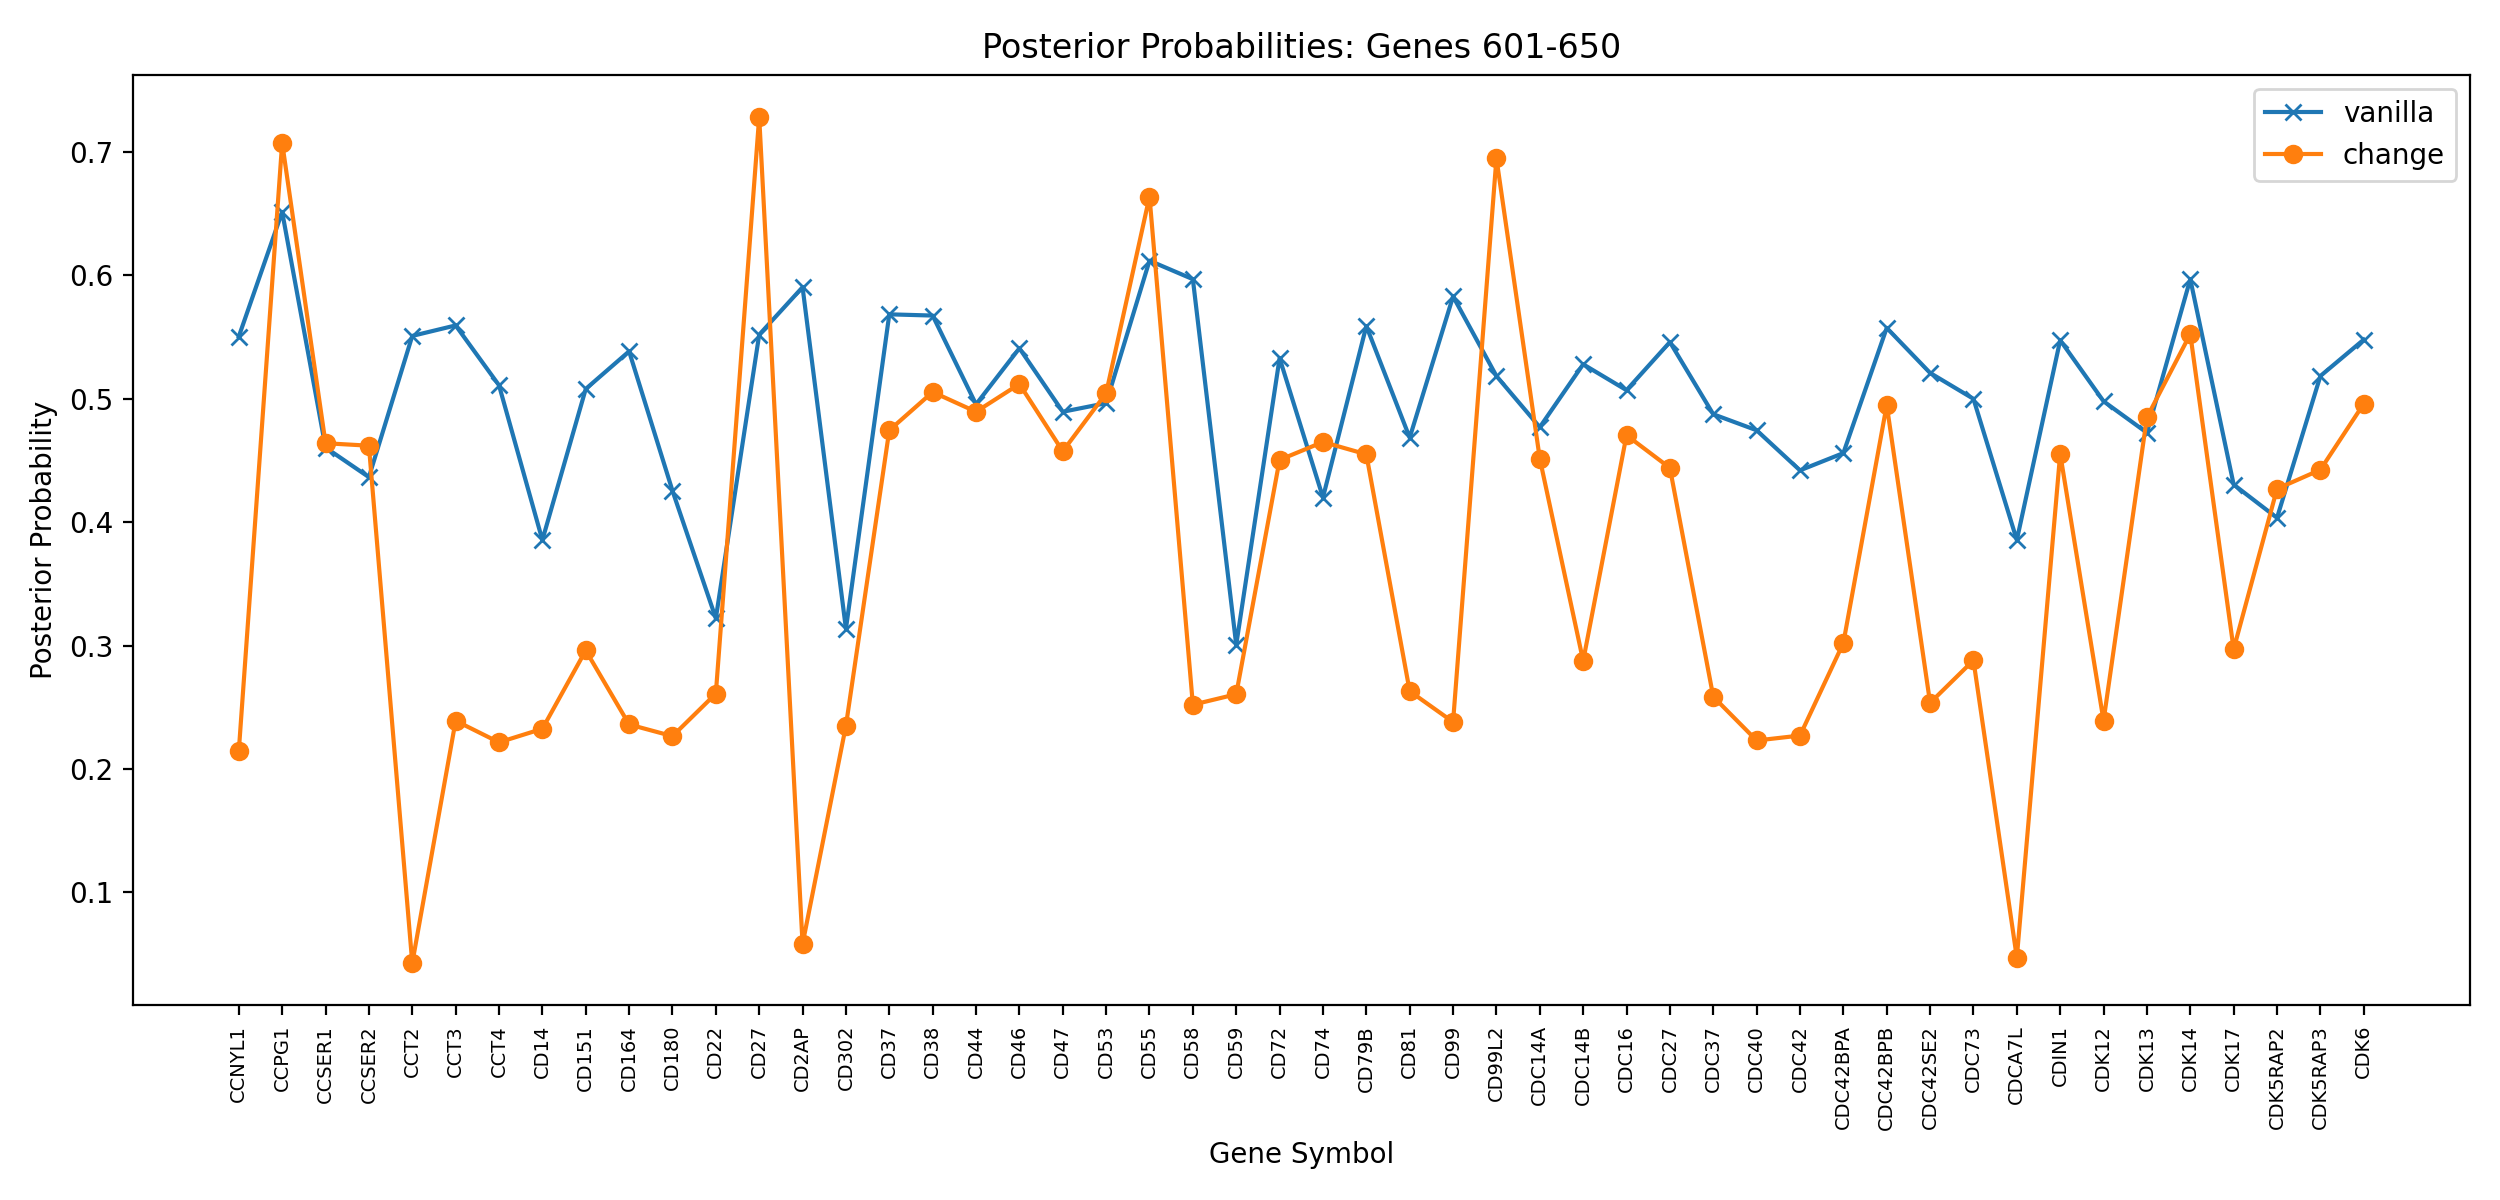 Posterior Probabilities: Genes 601-650
vanilla
change
Posterior Probability
0.7
0.6
0.5
0.4
0.3
0.2
0.1
CCNYL1
CCPG1
CCSER1
CCSER2
CCT2
CCT3
CCT4
CD14
CD151
CD164
CD180
CD22
CD27
CD2AP
CD302
CD37
CD38
CD44
CD46
CD47
CD53
CD55
CD58
CD59
CD72
CD74
CD79B
CD81
CD99
CD99L2
CDC14A
CDC14B
CDC16
CDC27
CDC37
CDC40
CDC42
CDC42BPA
CDC42BPB
CDC42SE2
CDC73
CDCA7L
CDIN1
CDK12
CDK13
CDK14
CDK17
CDK5RAP2
CDK5RAP3
CDK6
Gene Symbol